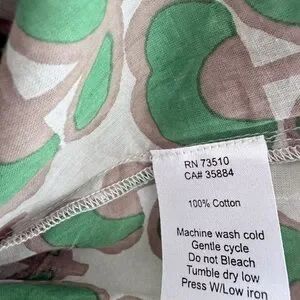 RN 73510
CA# 35884
100% Cotton
Machine wash cold
Gentle cycle
Do not Bleach
Tumble dry low
Press W/Low iron